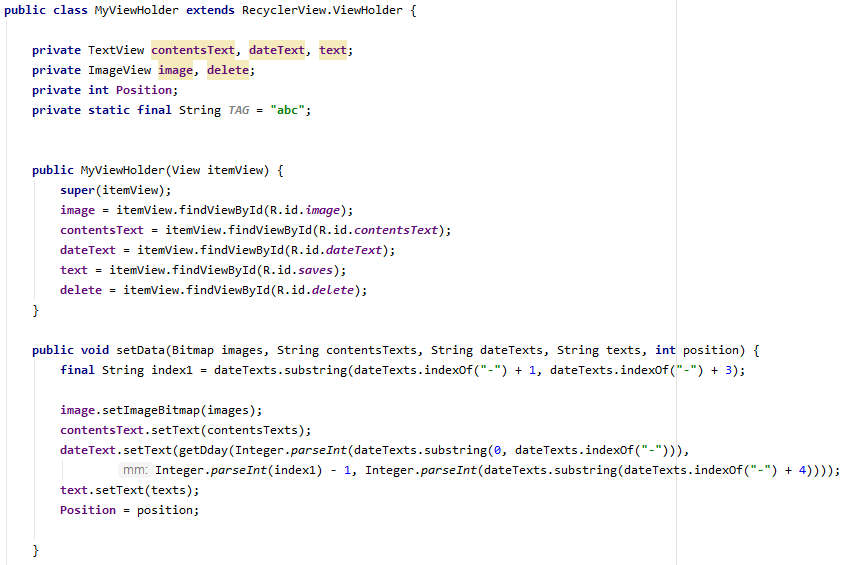 public class MyViewHolder extends RecyclerView.ViewHolder {
private TextView contentsText, dateText, text;
private ImageView image, delete;
private int Position;
private static final String TAG = "abc";
public MyViewHolder(View itemView) {
super(itemView);
image = itemView.findViewById(R.id.image);
contentsText = itemView.findViewById(R.id.contentsText);
dateText = itemView.findViewById(R.id.dateText);
text = itemView.findViewById(R.id.saves);
delete = itemView.findViewById(R.id.delete);
}
public void setData(Bitmap images, String contentsTexts, String dateTexts, String texts, int position) {
final String index1 = dateTexts.substring(dateTexts.indexOf("-") + 1, dateTexts.indexOf("-") + 3);
image.setImageBitmap(images);
contentsText.setText(contentsTexts);
dateText.setText(getDday(Integer.parseInt(dateTexts.substring(0, dateTexts.indexOf("-"))),
mm: Integer.parseInt(index1) - 1, Integer.parseInt(dateTexts.substring(dateTexts.indexOf("-") + 4))));
text.setText(texts);
Position = position;
}